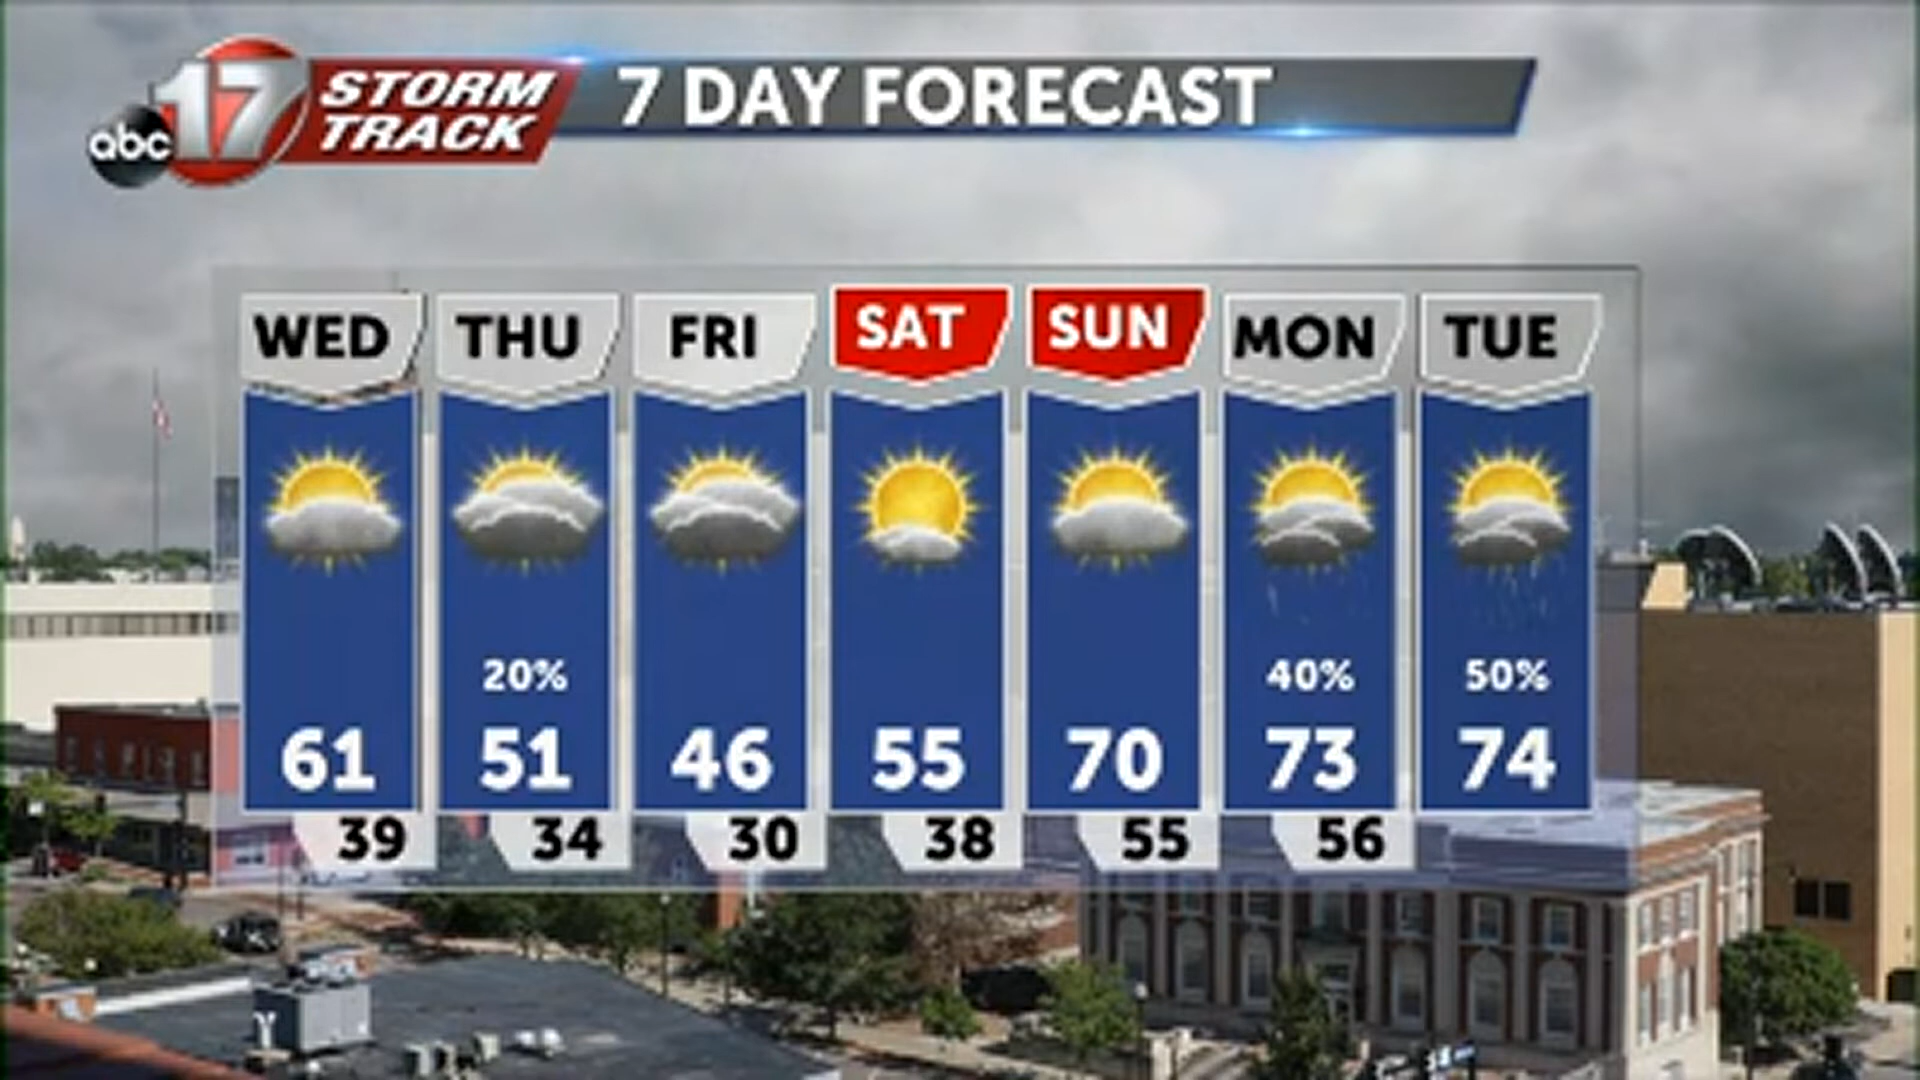 abc 17 STORM TRACK
7 DAY FORECAST
WED THU FRI SAT SUN MON TUE
20% 40% 50%
61 51 46 55 70 73 74
39 34 30 38 55 56